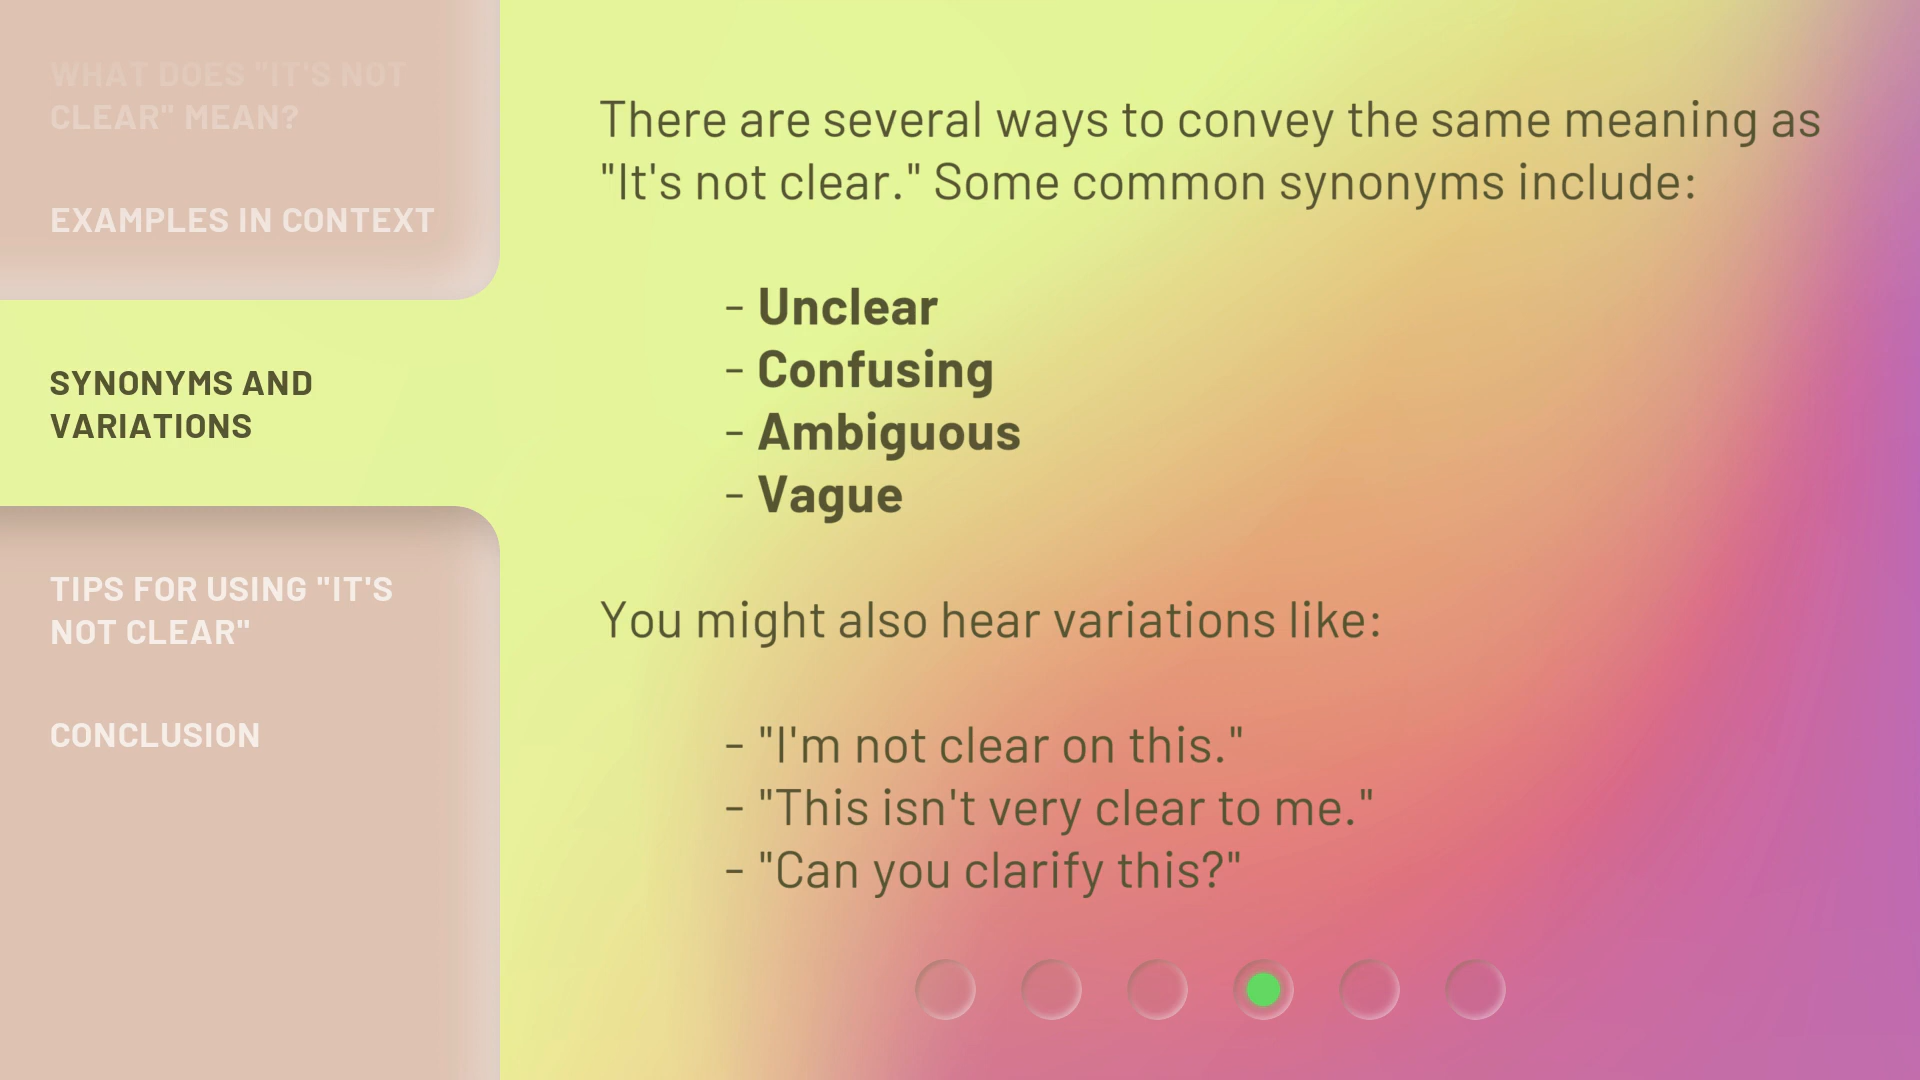 WHAT DOES "IT'S NOT
CLEAR" MEAN?
EXAMPLES IN CONTEXT
SYNONYMS AND
VARIATIONS
TIPS FOR USING "IT'S
NOT CLEAR"
CONCLUSION
There are several ways to convey the same meaning as
"It's not clear." Some common synonyms include:
- Unclear
- Confusing
- Ambiguous
- Vague
You might also hear variations like:
- "I'm not clear on this."
- "This isn't very clear to me."
- "Can you clarify this?"